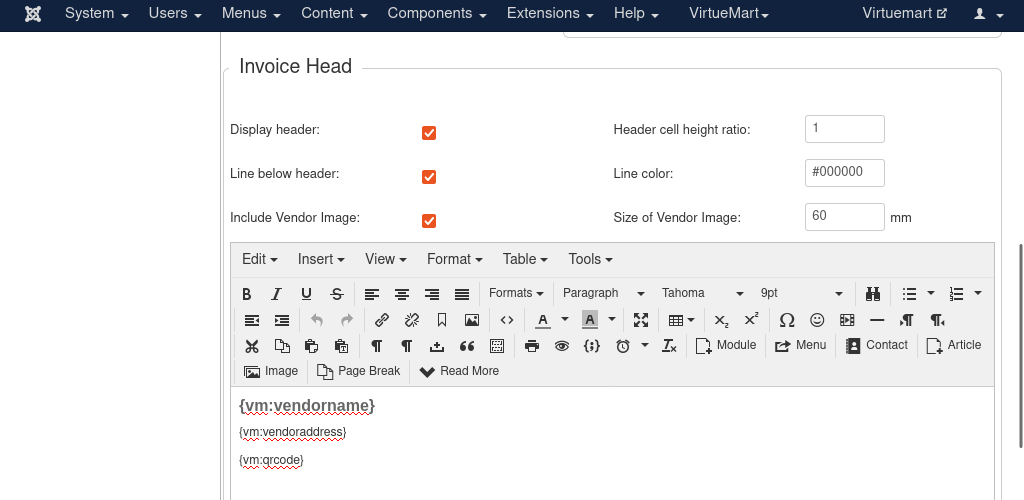 System Users Menus Content Components Extensions Help VirtueMart Virtuemart
Invoice Head
Display header: Header cell height ratio: 1
Line below header: Line color: #000000
Include Vendor Image: Size of Vendor Image: 60 mm
Edit Insert View Format Table Tools
B I U S Formats Paragraph Tahoma 9pt
Module Menu Contact Article
Image Page Break Read More
{vm:vendorname}
{vm:vendoraddress}
{vm:qrcode}